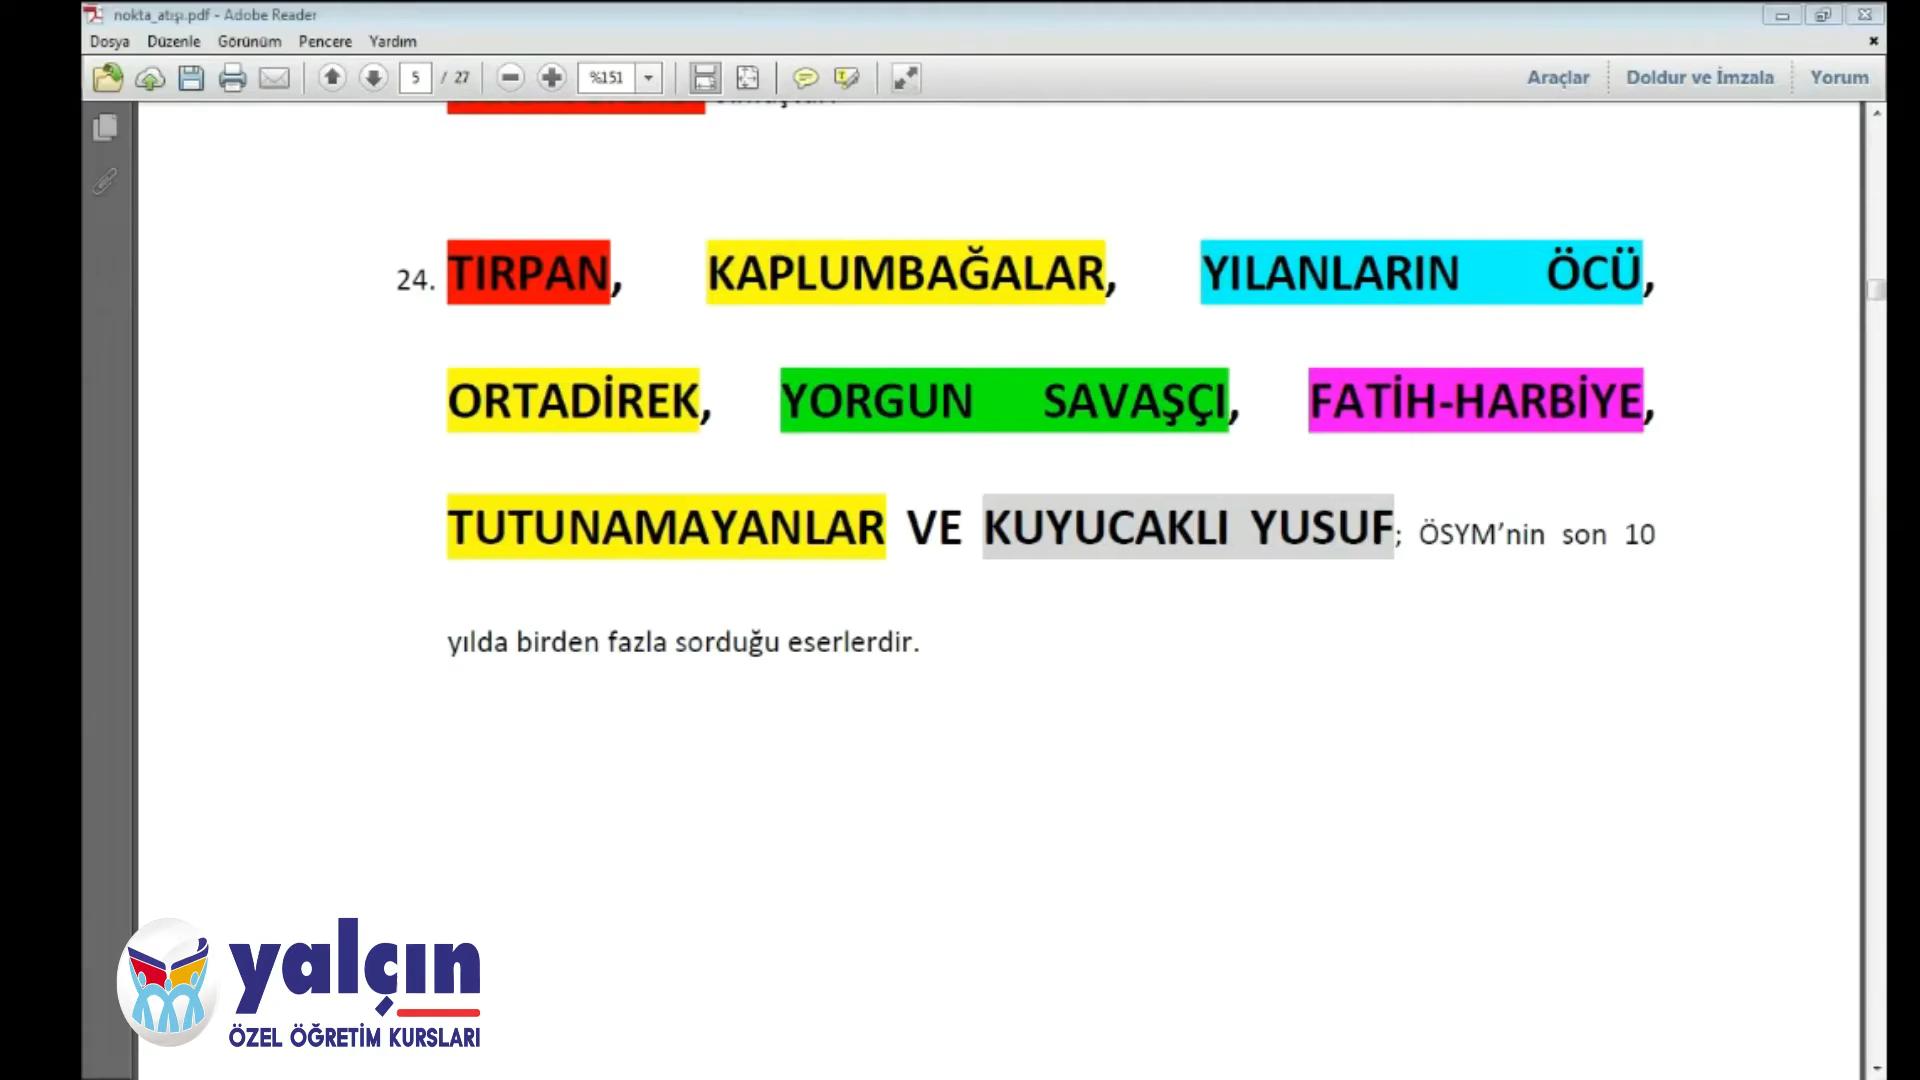 nokta_atışı.pdf - Adobe Reader
Dosya Düzenle Görünüm Pencere Yardım
5 / 27 %151 Araçlar Doldur ve İmzala Yorum
24. TIRPAN, KAPLUMBAĞALAR, YILANLARIN ÖCÜ,
ORTADİREK, YORGUN SAVAŞÇI, FATİH-HARBİYE,
TUTUNAMAYANLAR VE KUYUCAKLI YUSUF; ÖSYM’nin son 10
yılda birden fazla sorduğu eserlerdir.
yalçın
ÖZEL ÖĞRETİM KURSLARI